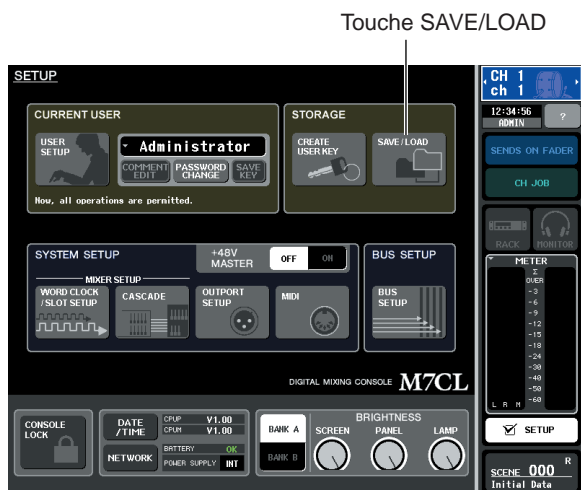 Touche SAVE/LOAD
SETUP
CURRENT USER
USER
SETUP
Administrator
COMMENT
EDIT
PASSWORD
CHANGE
SAVE
KEY
Now, all operations are permitted.
STORAGE
CREATE
USER KEY
SAVE/LOAD
SYSTEM SETUP
+48V
MASTER
OFF
ON
MIXER SETUP
WORD CLOCK
/SLOT SETUP
CASCADE
OUTPORT
SETUP
MIDI
BUS SETUP
BUS
SETUP
DIGITAL MIXING CONSOLE M7CL
CONSOLE
LOCK
DATE
/TIME
NETWORK
CPUP V1.00
CPUM V1.00
BATTERY OK
POWER SUPPLY INT
BANK A
BANK B
BRIGHTNESS
SCREEN
PANEL
LAMP
CH 1
ch 1
12:34:56
ADMIN
?
SENDS ON FADER
CH JOB
RACK
MONITOR
METER
Σ
OVER
-3
-6
-9
-12
-15
-18
-24
-30
-40
-50
-60
L R M
SETUP
R
SCENE 000
Initial Data